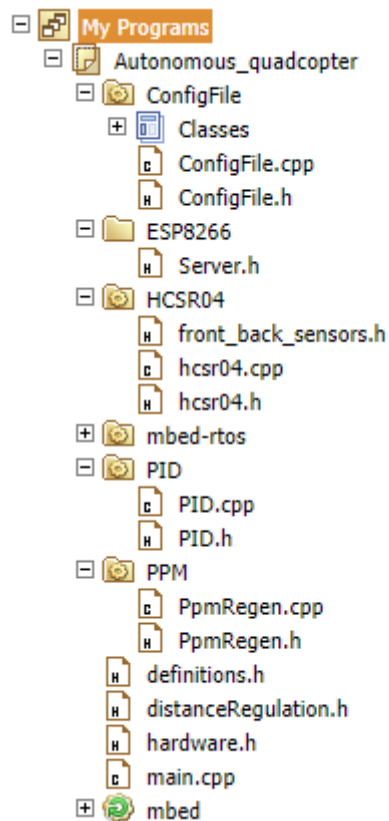 My Programs
Autonomous_quadcopter
ConfigFile
Classes
ConfigFile.cpp
ConfigFile.h
ESP8266
Server.h
HCSR04
front_back_sensors.h
hcsr04.cpp
hcsr04.h
mbed-rtos
PID
PID.cpp
PID.h
PPM
PpmRegen.cpp
PpmRegen.h
definitions.h
distanceRegulation.h
hardware.h
main.cpp
mbed